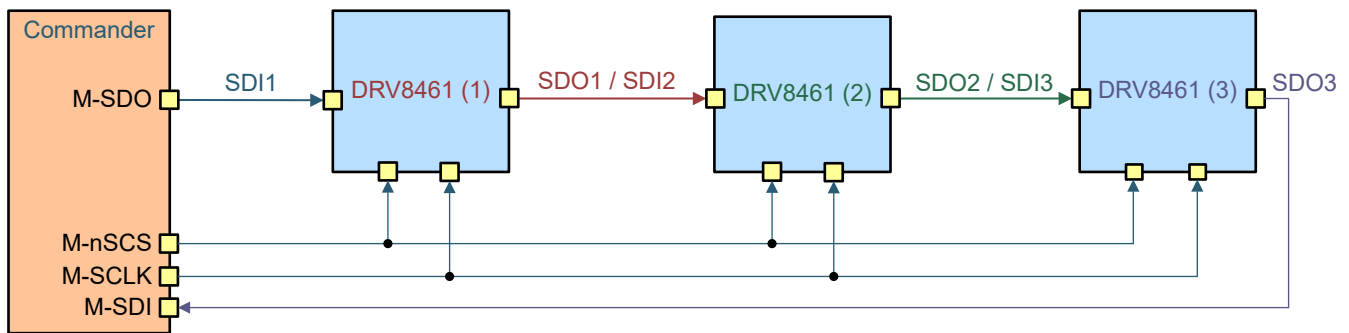 Commander
M-SDO
SDI1
DRV8461 (1)
SDO1 / SDI2
DRV8461 (2)
SDO2 / SDI3
DRV8461 (3)
SDO3
M-nSCS
M-SCLK
M-SDI